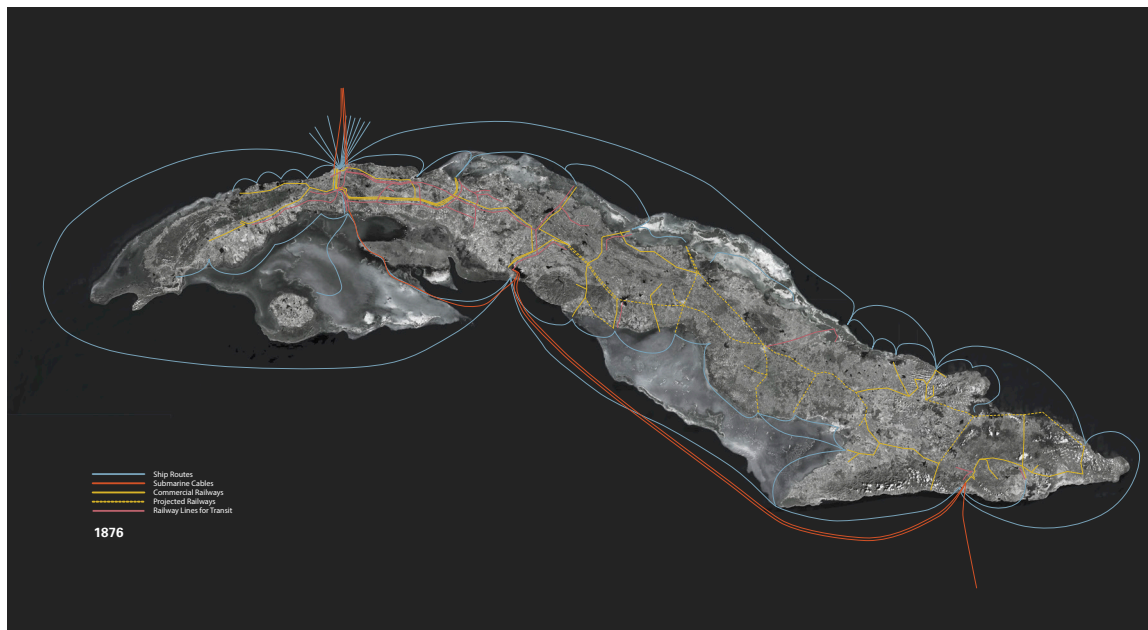 Ship Routes
Submarine Cables
Commercial Railways
Projected Railways
Railway Lines for Transit
1876